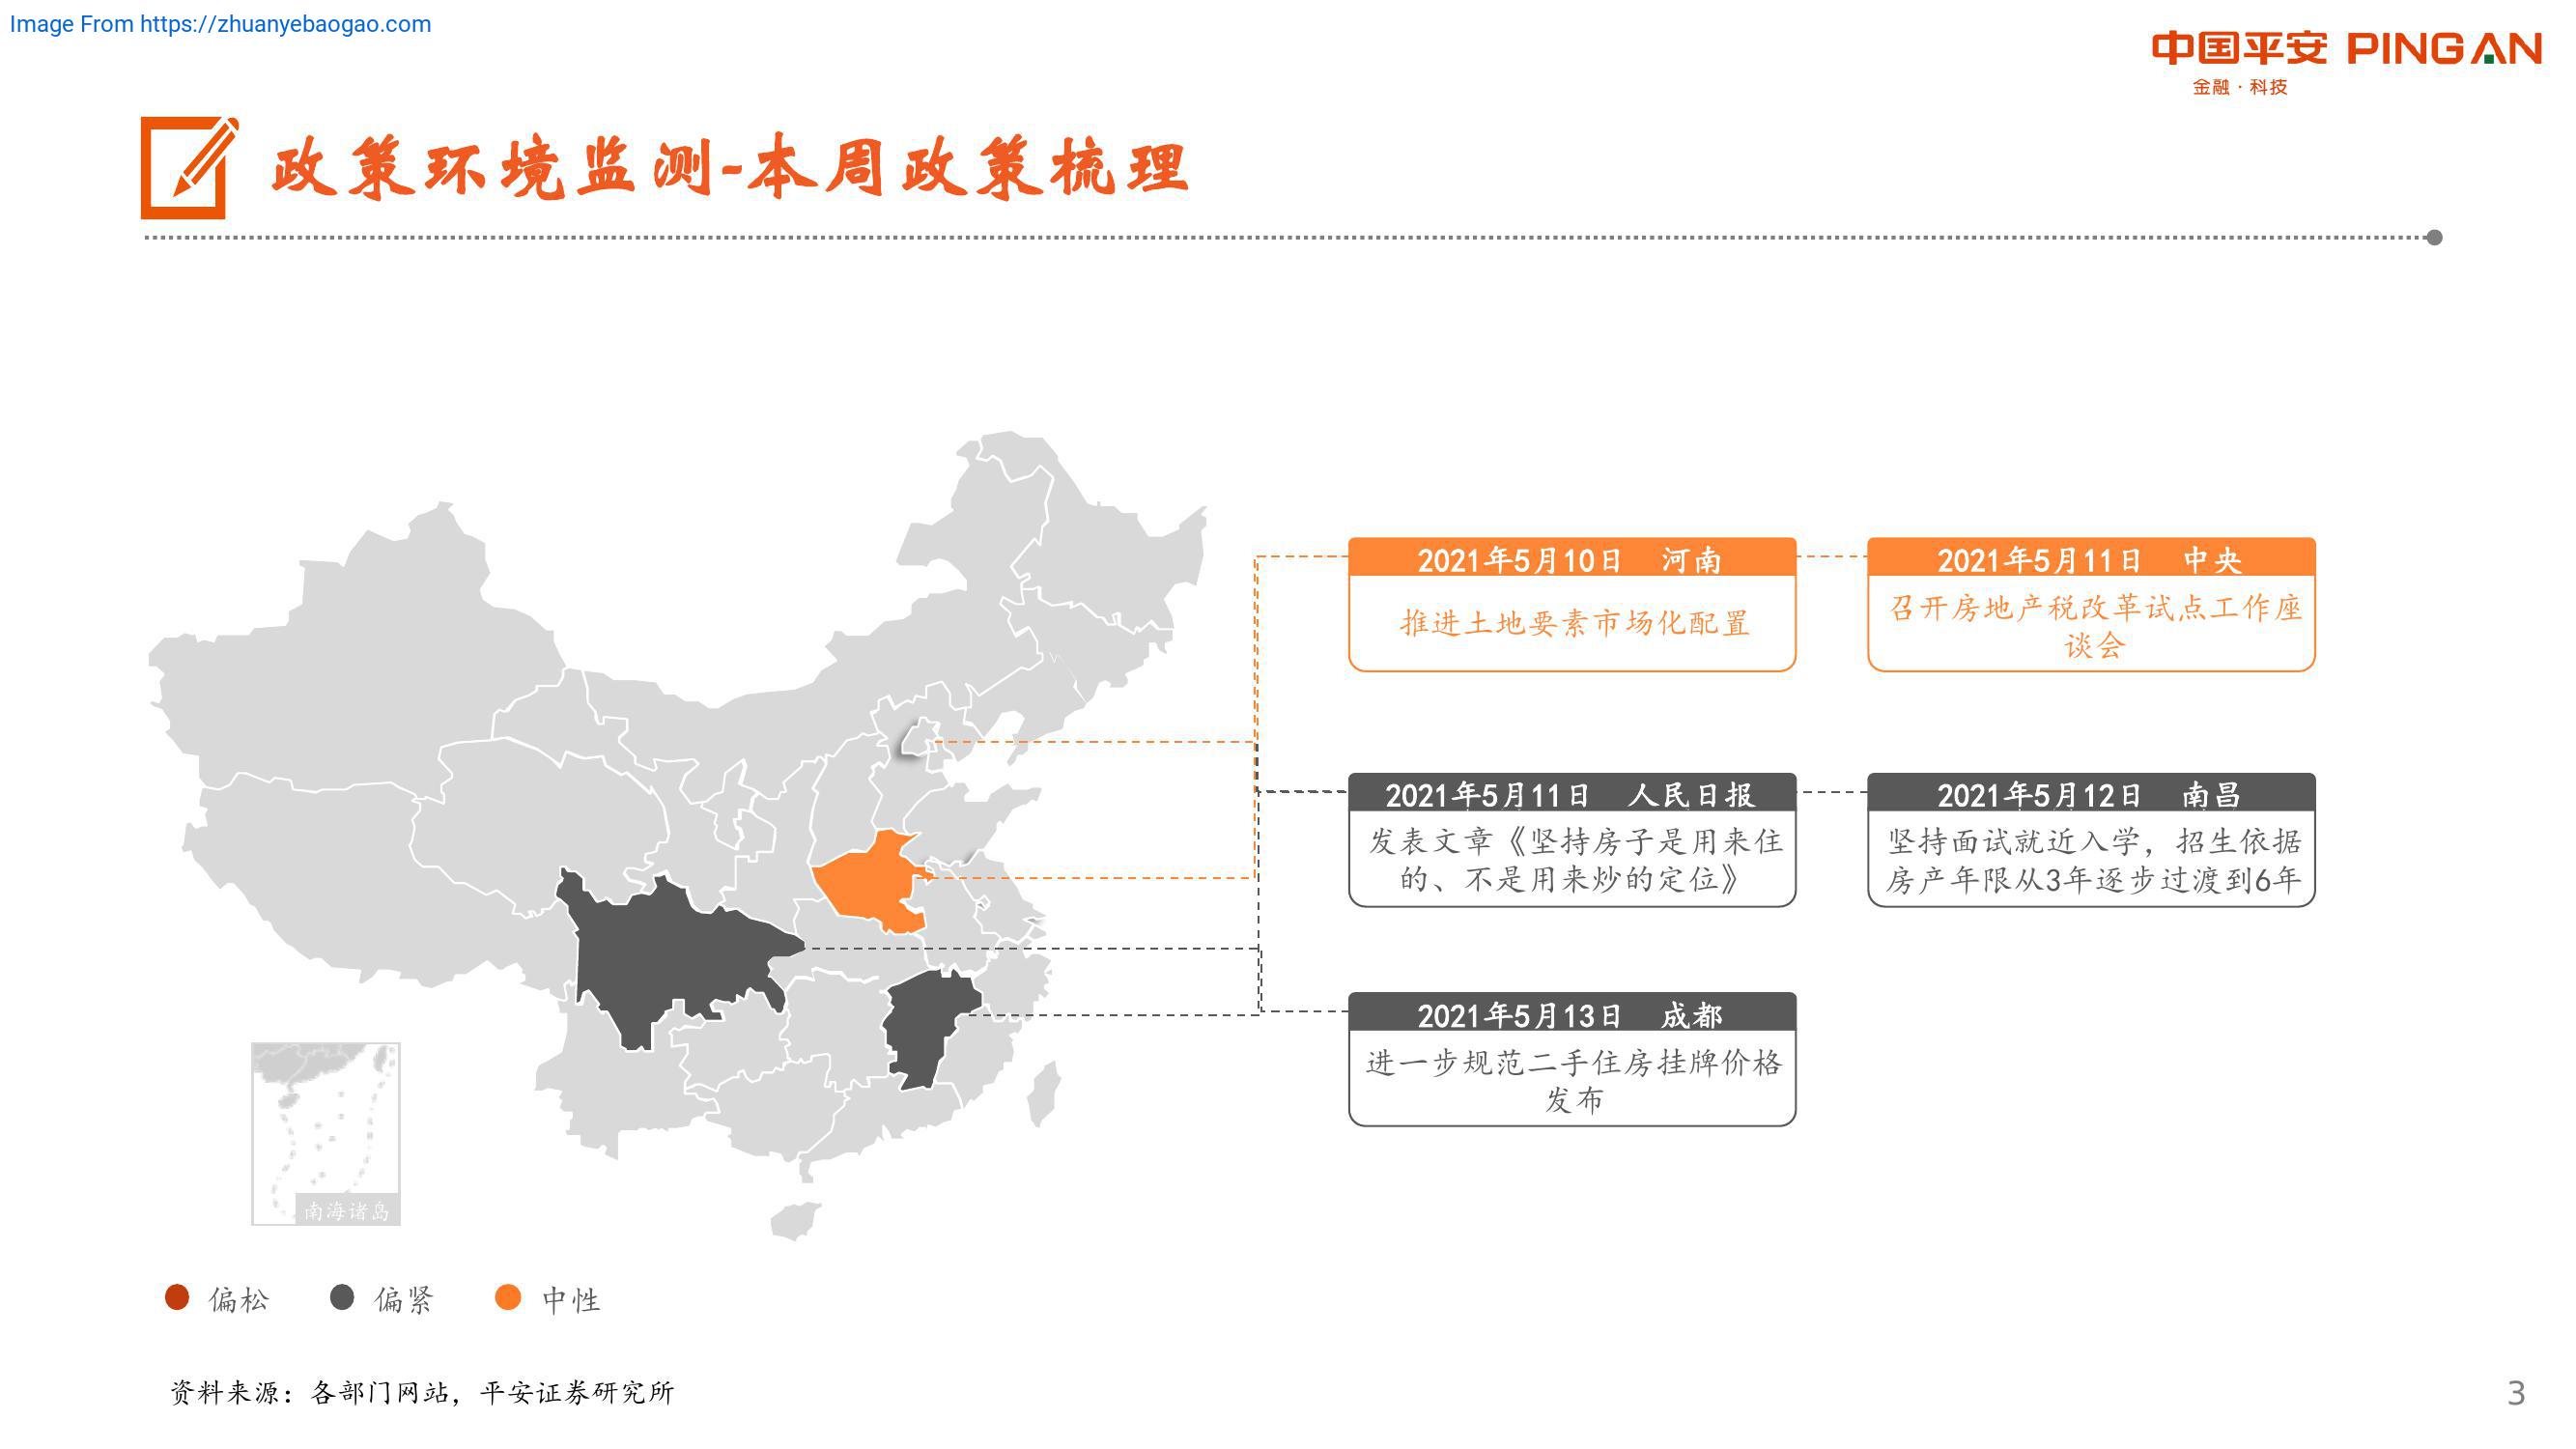 Image From https://zhuanyebaogao.com
中国平安 PINGAN
金融·科技
政策环境监测-本周政策梳理
2021年5月10日 河南
推进土地要素市场化配置
2021年5月11日 中央
召开房地产税改革试点工作座
谈会
2021年5月11日 人民日报
发表文章《坚持房子是用来住
的、不是用来炒的定位》
2021年5月12日 南昌
坚持面试就近入学，招生依据
房产年限从3年逐步过渡到6年
2021年5月13日 成都
进一步规范二手住房挂牌价格
发布
南海诸岛
偏松
偏紧
中性
资料来源：各部门网站，平安证券研究所
3